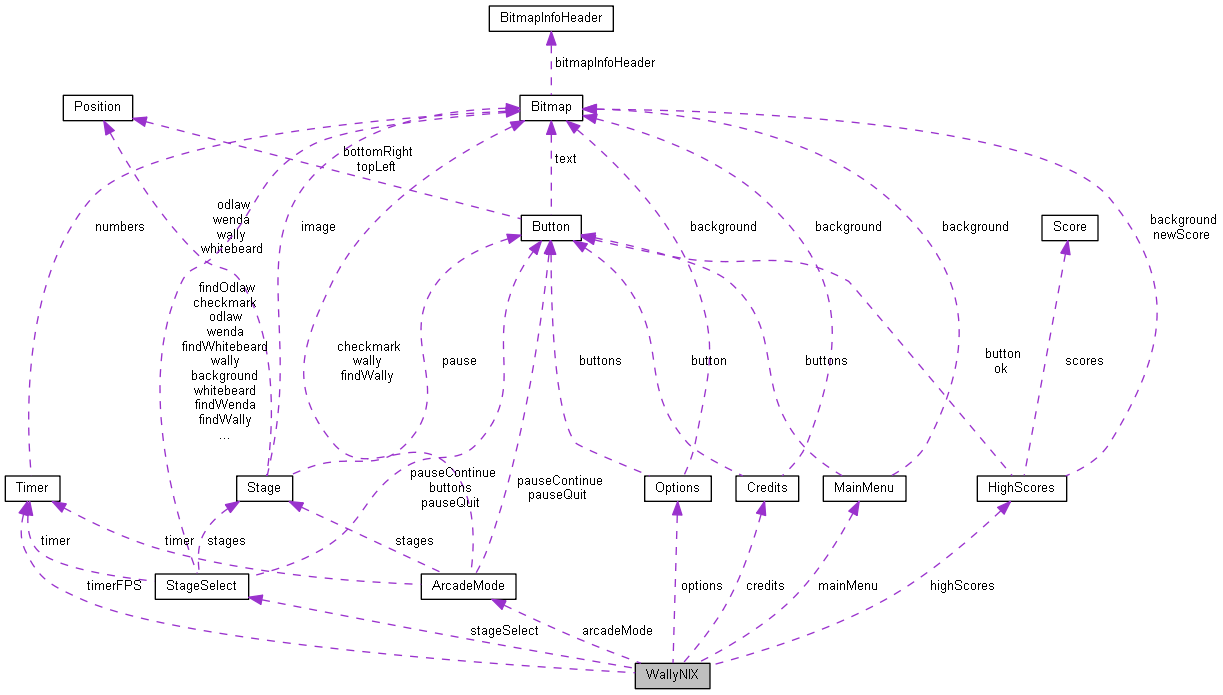 BitmapInfoHeader
bitmapInfoHeader
Position
Bitmap
bottomRight
topLeft
text
odlaw
wenda
wally
whitebeard
numbers
image
Button
background
background
background
Score
background
newScore
findOdlaw
checkmark
odlaw
wenda
findWhitebeard
wally
background
whitebeard
findWenda
findWally
...
checkmark
wally
findWally
pause
buttons
button
buttons
button
ok
scores
Timer
Stage
pauseContinue
buttons
pauseQuit
pauseContinue
pauseQuit
Options
Credits
MainMenu
HighScores
timer
timer
stages
stages
timerFPS
StageSelect
ArcadeMode
options
credits
mainMenu
highScores
stageSelect
arcadeMode
WallyNIX